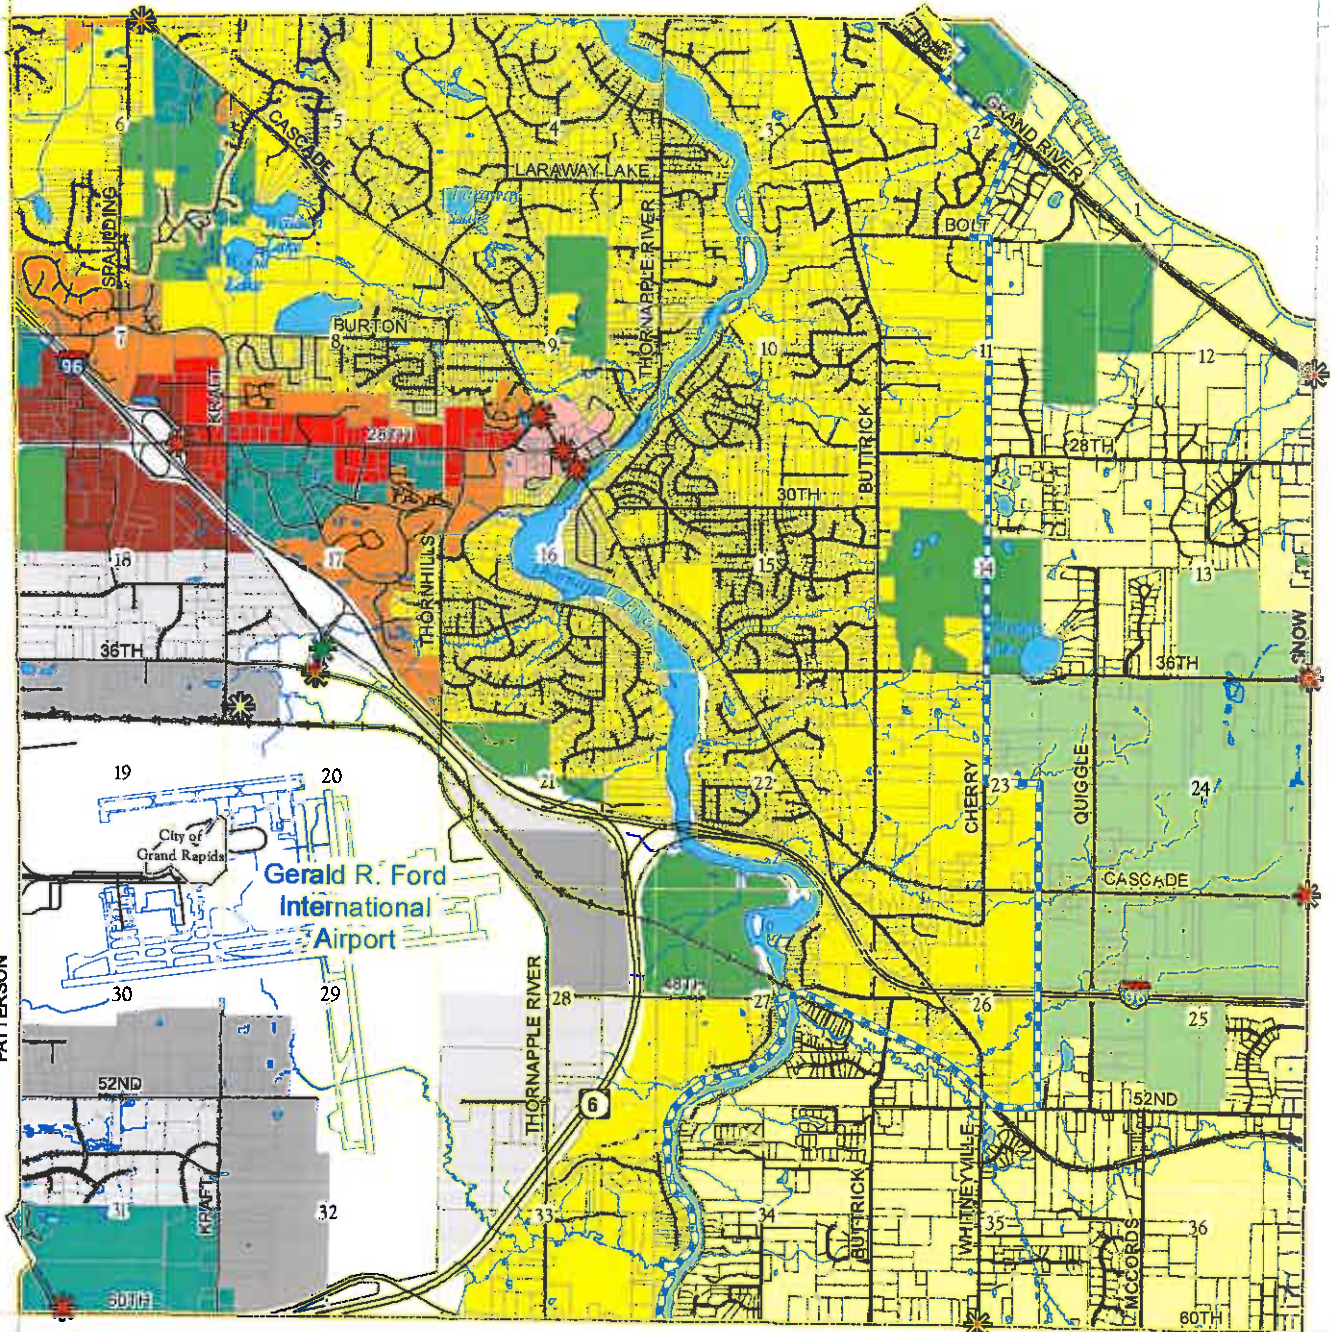 6
5
4
3
2
1
CASCADE
GRAND RIVER
LARAWAY LAKE
SPAULDING
THORNAPPLE RIVER
BOLT
Lake
BURTON
7
8
9
10
11
12
96
KRAFT
28TH
BUTTRICK
28TH
30TH
18
17
16
15
14
13
THORNHILLS
36TH
36TH
SNOW
19
20
21
22
CHERRY
23
QUIGGLE
24
City of
Grand Rapids
Gerald R. Ford
International
Airport
CASCADE
PATTERSON
30
29
THORNAPPLE RIVER
28
48TH
27
26
96
25
52ND
6
52ND
31
KRAFT
32
33
34
BUTTRICK
WHITNEYVILLE
35
MCCORDS
36
60TH
60TH